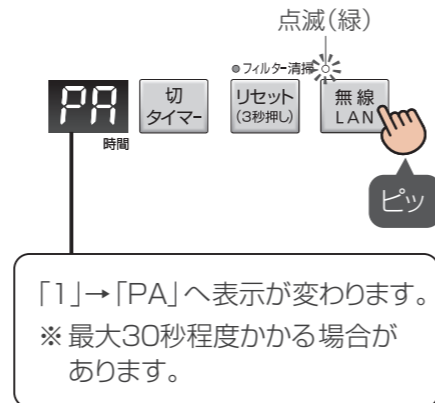 点滅（緑）
フィルター清掃
PA
切
タイマー
リセット
(3秒押し)
無線
LAN
時間
ピッ
「1」→「PA」へ表示が変わります。
※ 最大30秒程度かかる場合が
あります。